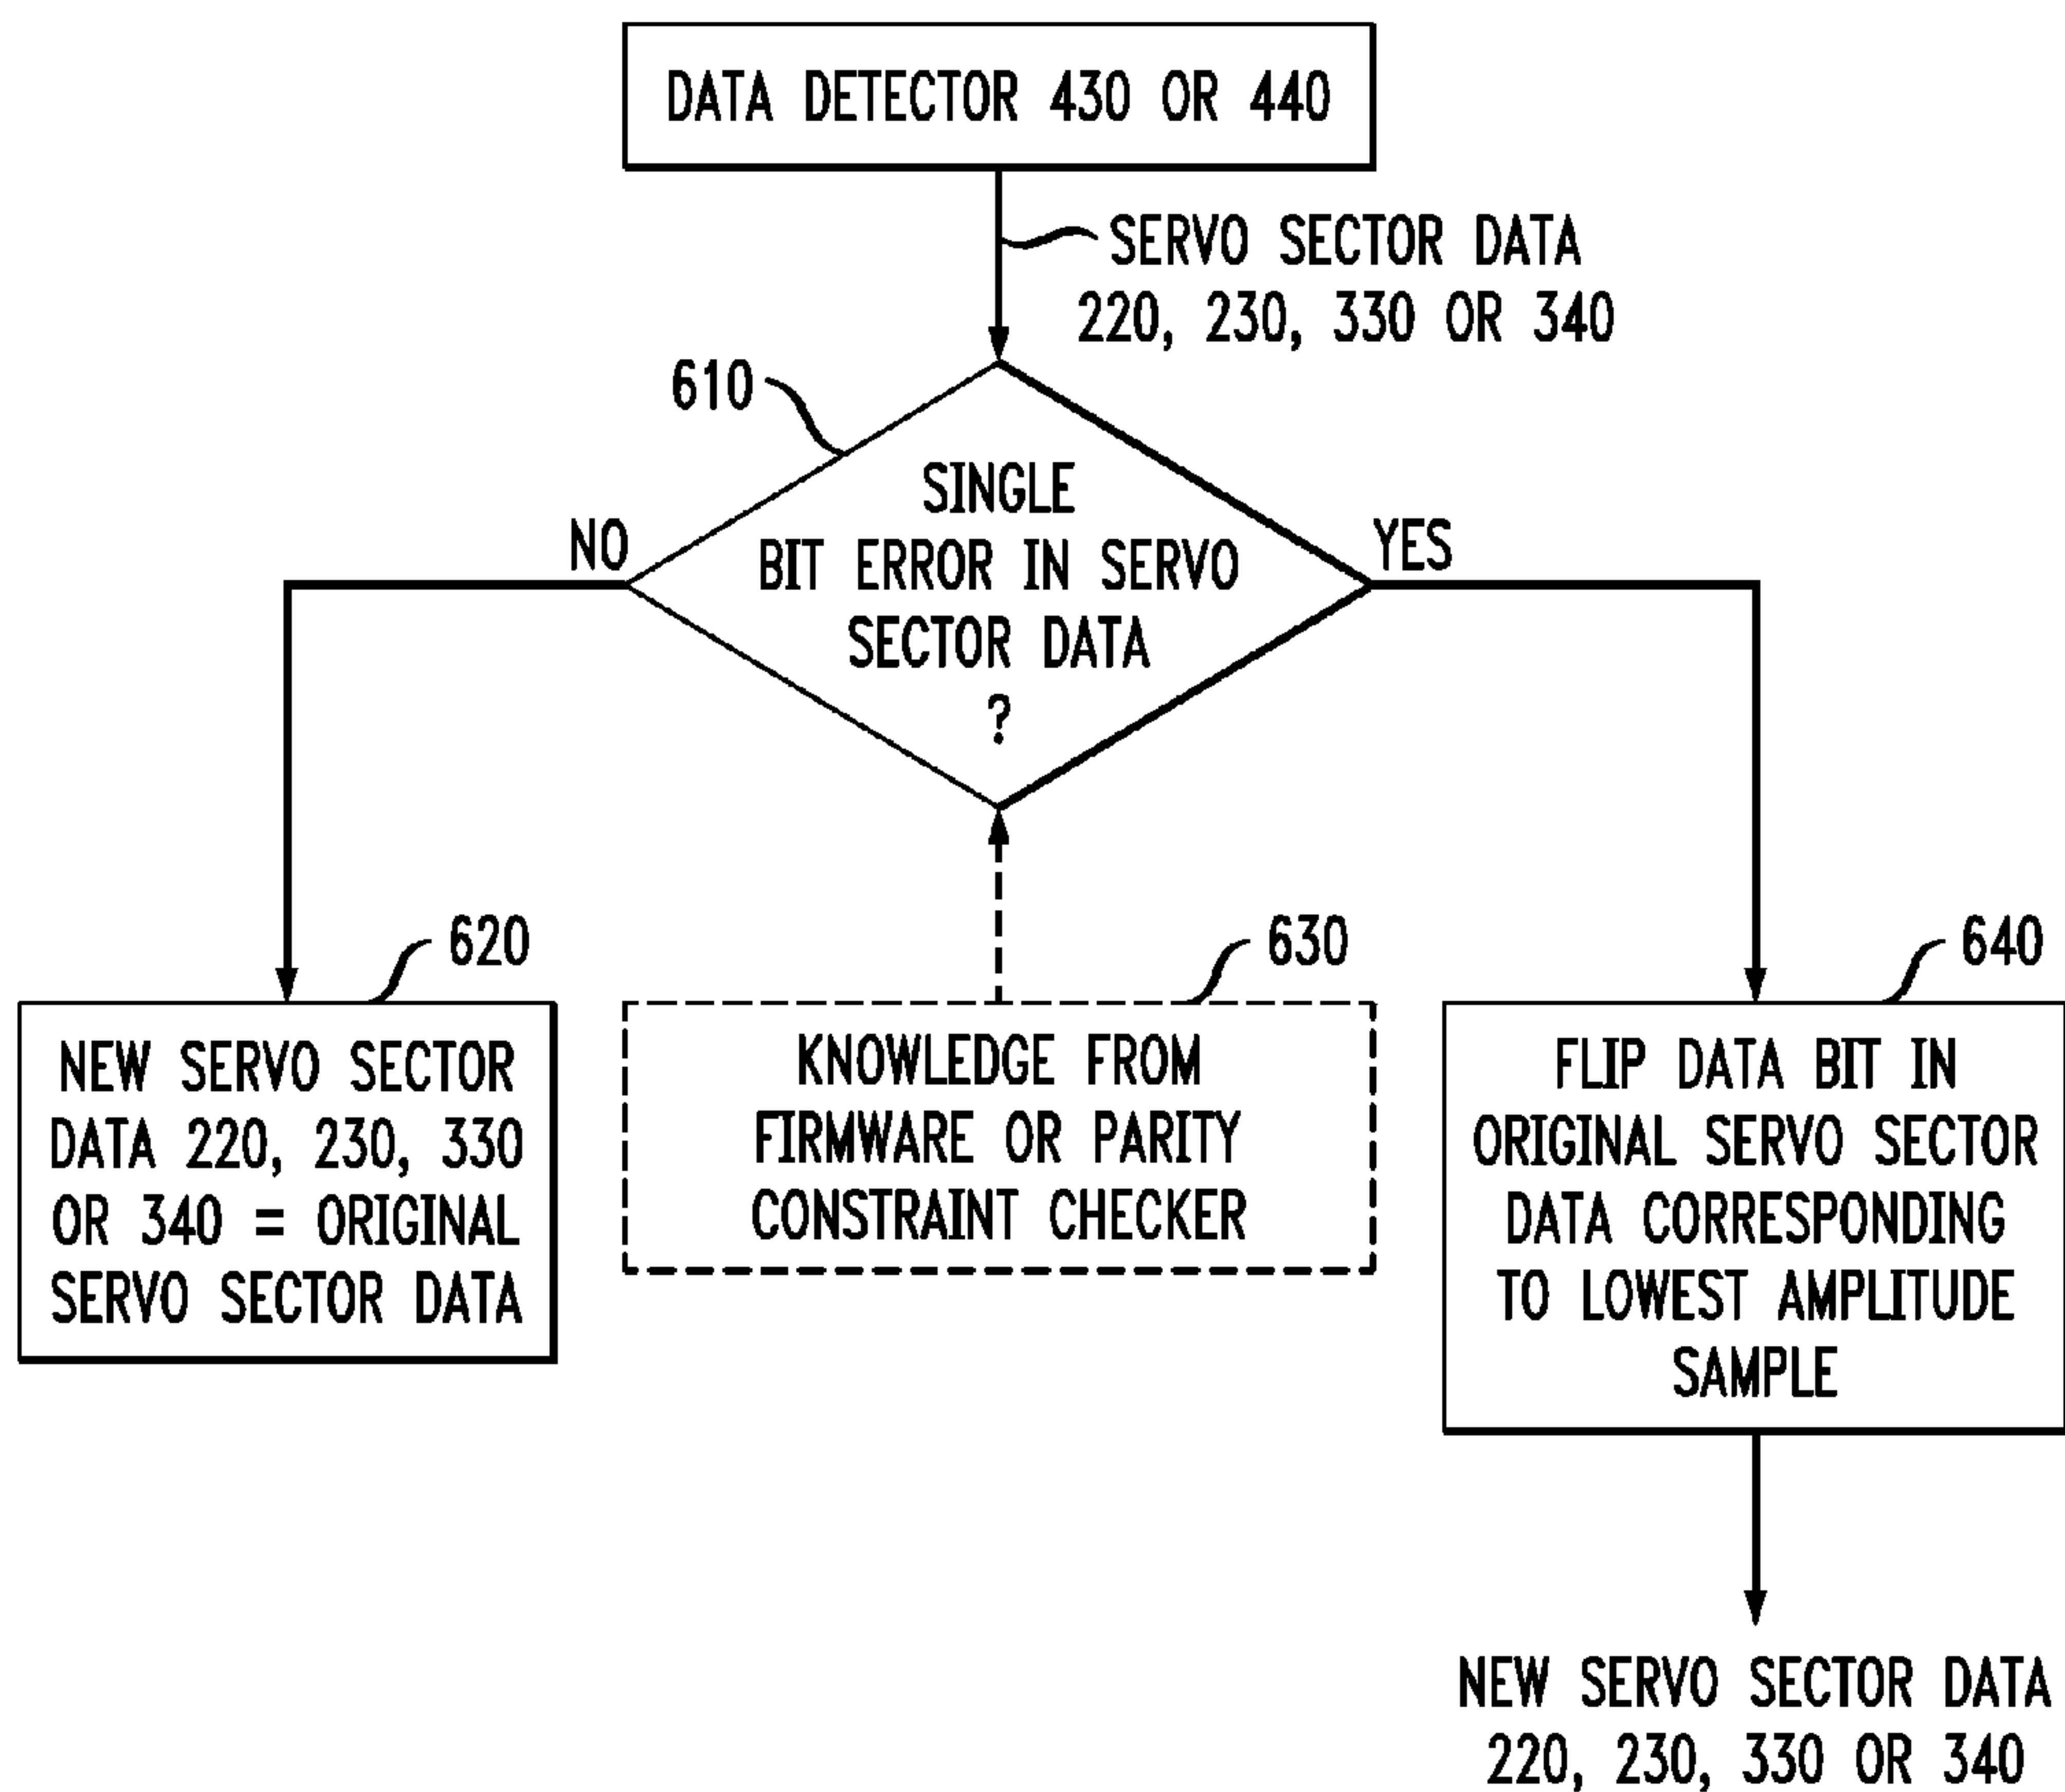 DATA DETECTOR 430 OR 440
SERVO SECTOR DATA
220, 230, 330 OR 340
610
SINGLE
BIT ERROR IN SERVO
SECTOR DATA
?
NO
YES
620
NEW SERVO SECTOR
DATA 220, 230, 330
OR 340 = ORIGINAL
SERVO SECTOR DATA
630
KNOWLEDGE FROM
FIRMWARE OR PARITY
CONSTRAINT CHECKER
640
FLIP DATA BIT IN
ORIGINAL SERVO SECTOR
DATA CORRESPONDING
TO LOWEST AMPLITUDE
SAMPLE
NEW SERVO SECTOR DATA
220, 230, 330 OR 340